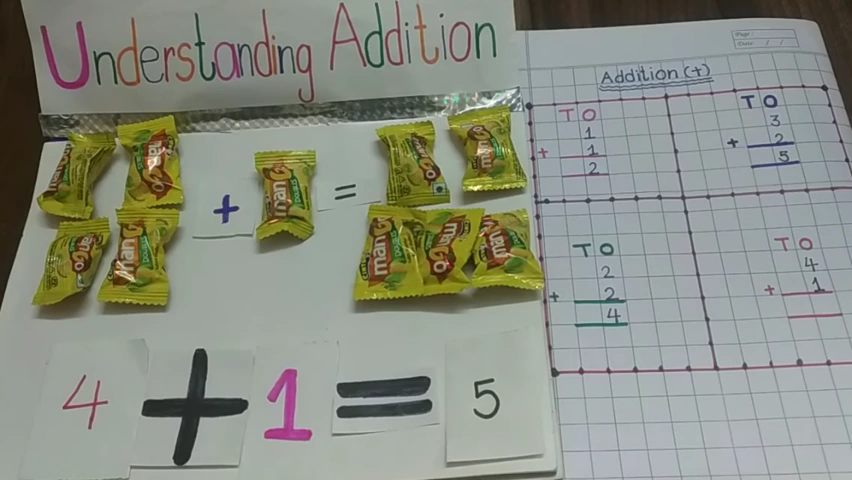 Understanding Addition
+ =
4 + 1 = 5
Page:
Date: / /
Addition (+)
T O
1
+ 1
2
T O
3
+ 2
5
T O
2
+ 2
4
T O
4
+ 1